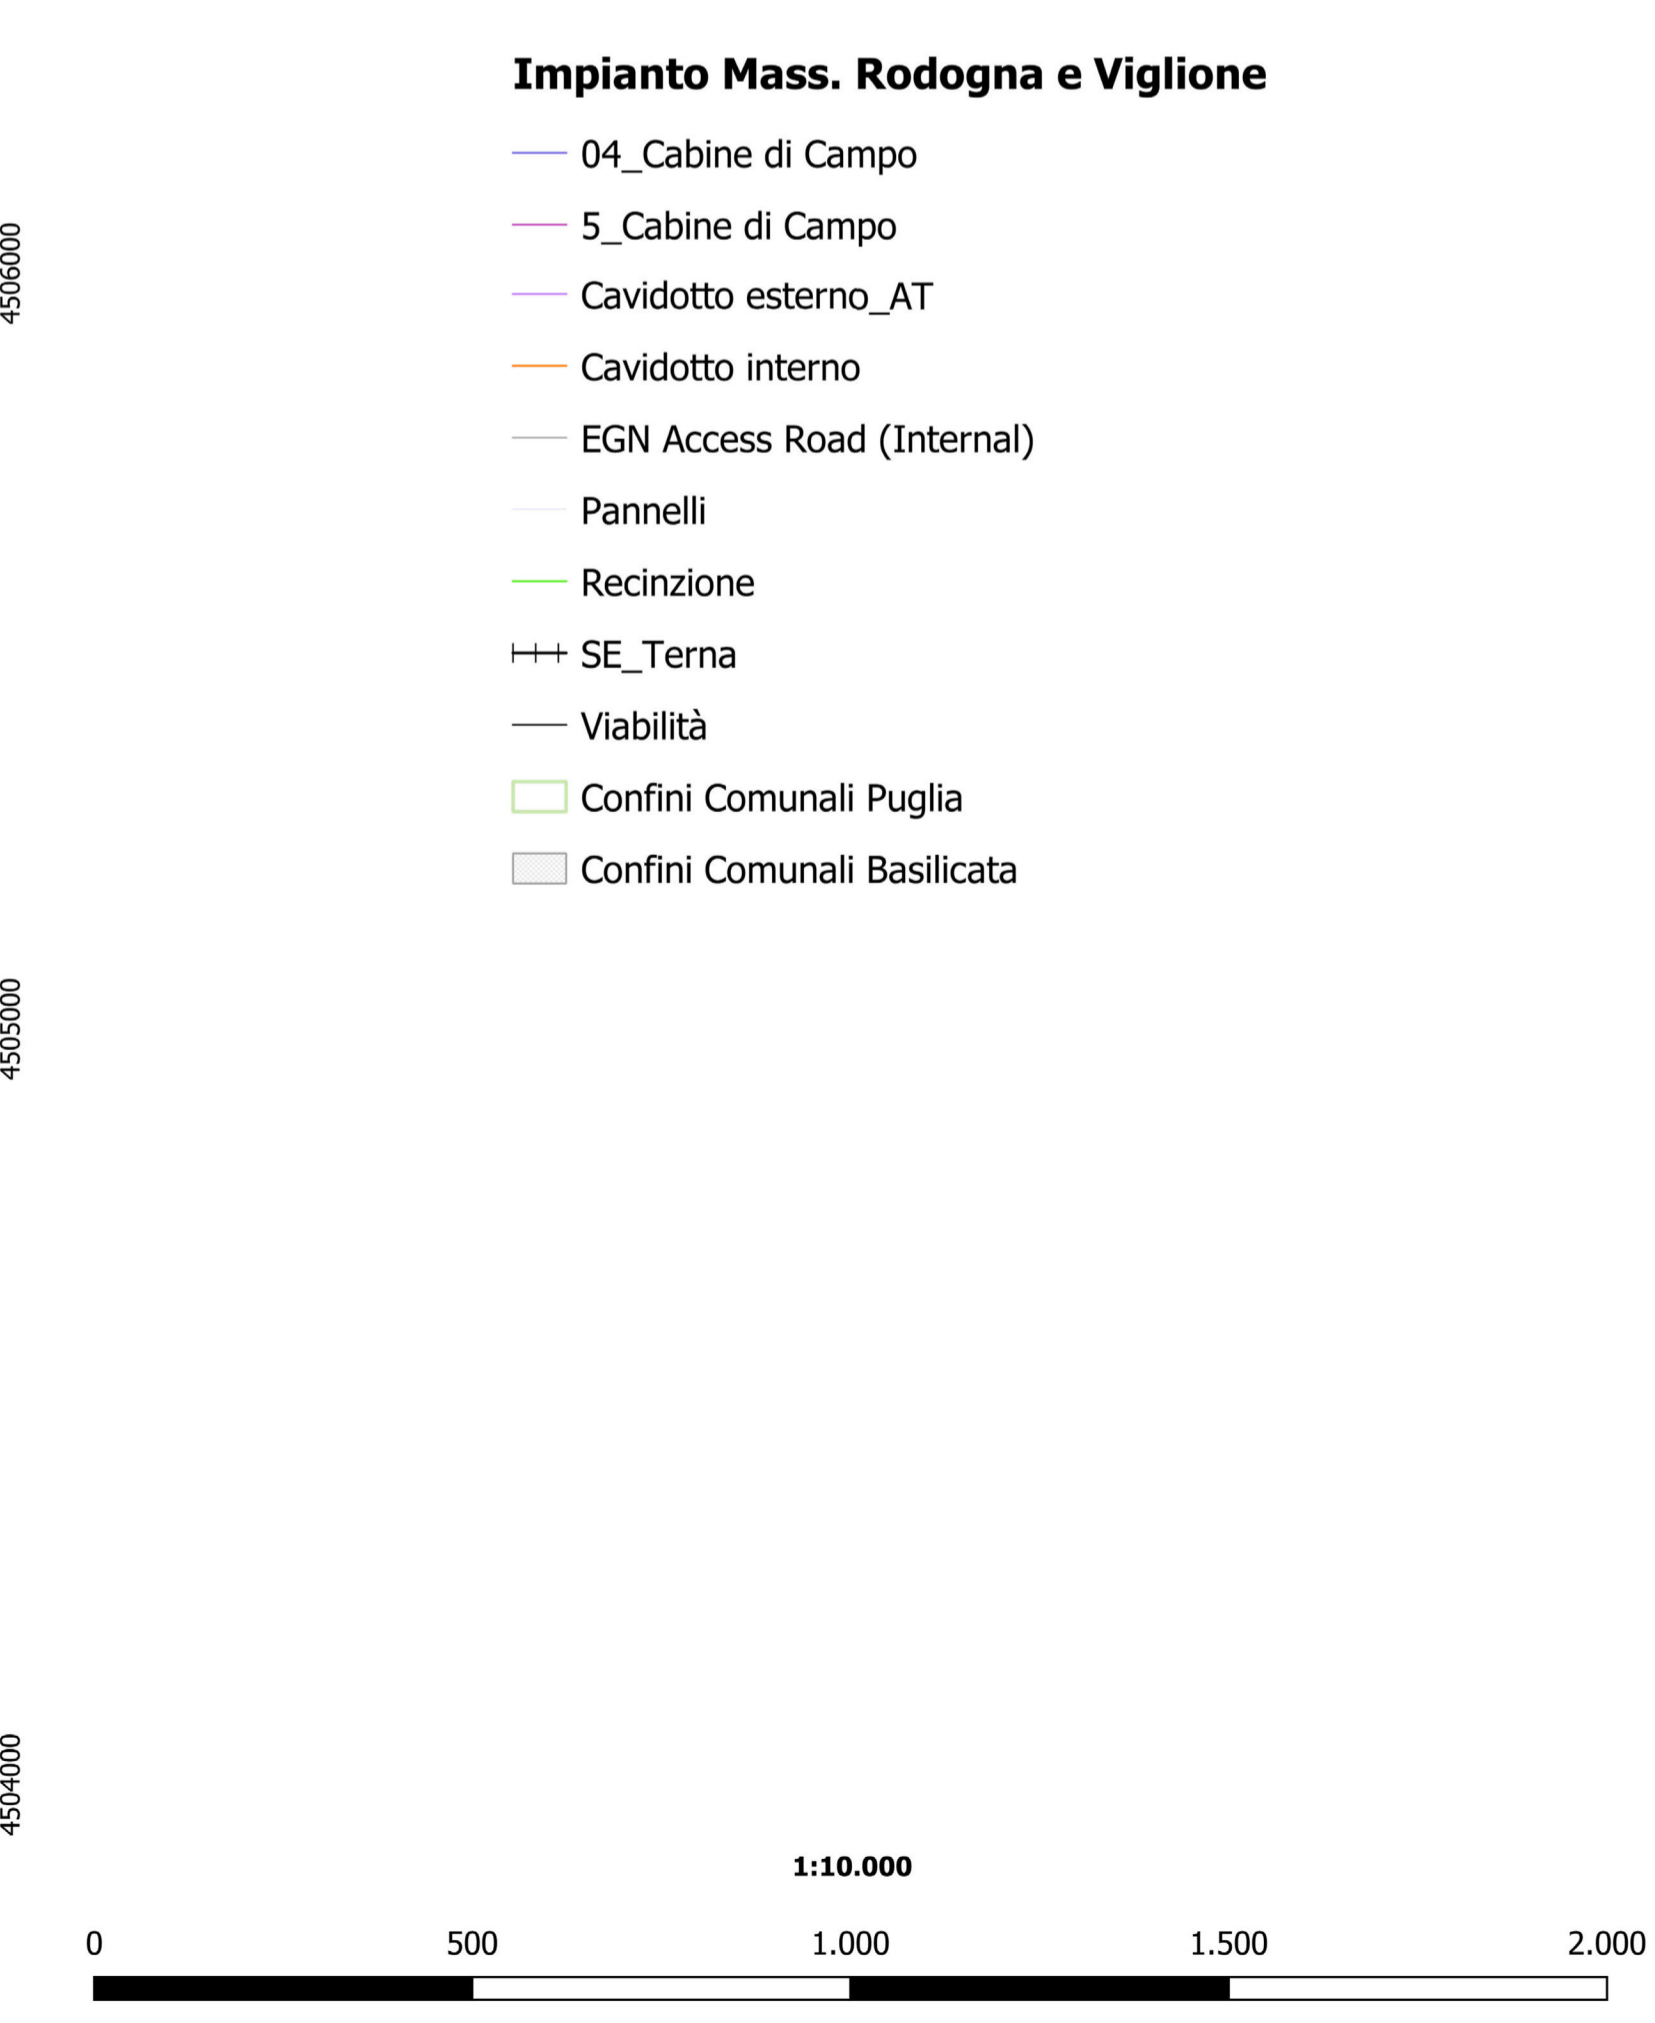 Impianto Mass. Rodogna e Viglione
04_Cabine di Campo
5_Cabine di Campo
Cavidotto esterno_AT
Cavidotto interno
EGN Access Road (Internal)
Pannelli
Recinzione
SE_Terna
Viabilità
Confini Comunali Puglia
Confini Comunali Basilicata
4506000
4505000
4504000
1:10.000
0 500 1.000 1.500 2.000